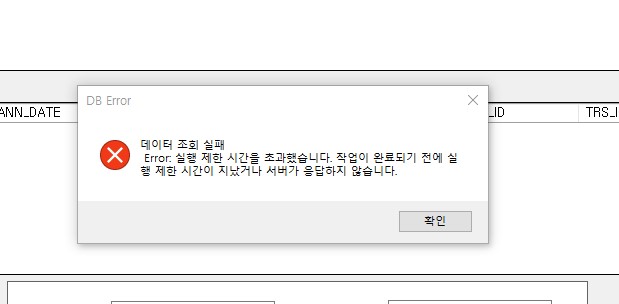 DB Error
ANN_DATE
_ID
TRS_I
데이터 조회 실패
Error: 실행 제한 시간을 초과했습니다. 작업이 완료되기 전에 실
행 제한 시간이 지났거나 서버가 응답하지 않습니다.
확인